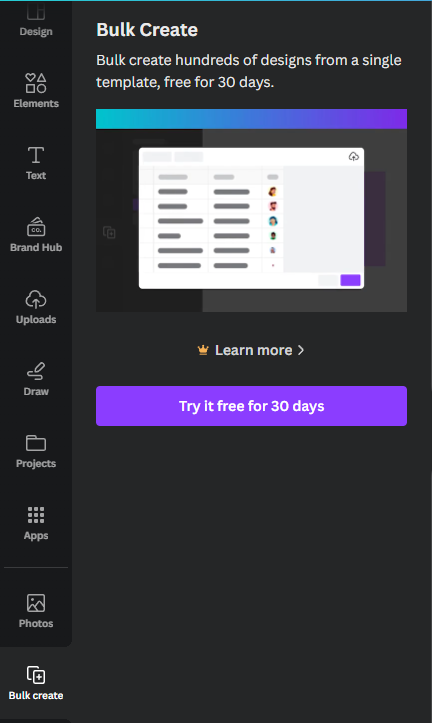 Design
Elements
Text
CO.
Brand Hub
Uploads
Draw
Projects
Apps
Photos
Bulk create
Bulk Create
Bulk create hundreds of designs from a single
template, free for 30 days.
Learn more
Try it free for 30 days